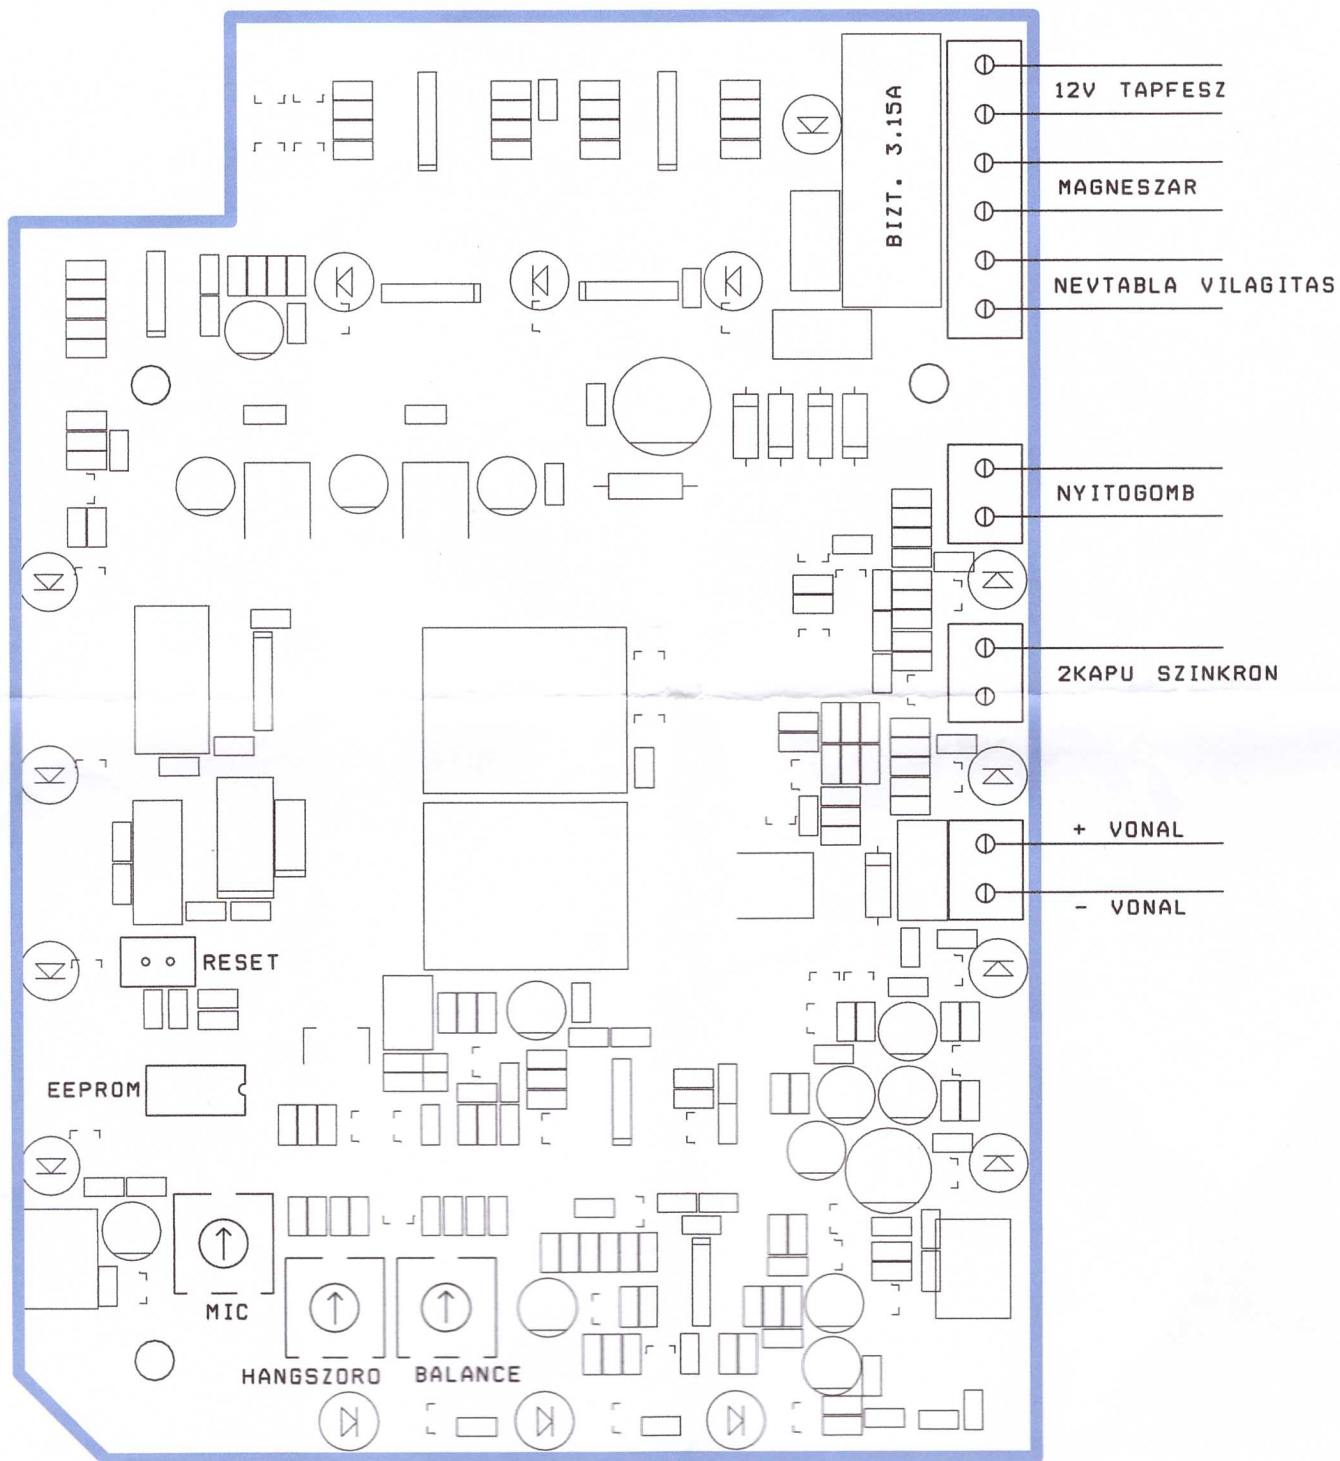 12V TAPFESZ
BIZT. 3.15A
MAGNESZAR
NEVTABLA VILAGITAS
NYITOGOMB
2KAPU SZINKRON
+ VONAL
- VONAL
RESET
EEPROM
MIC
HANGSZORO
BALANCE